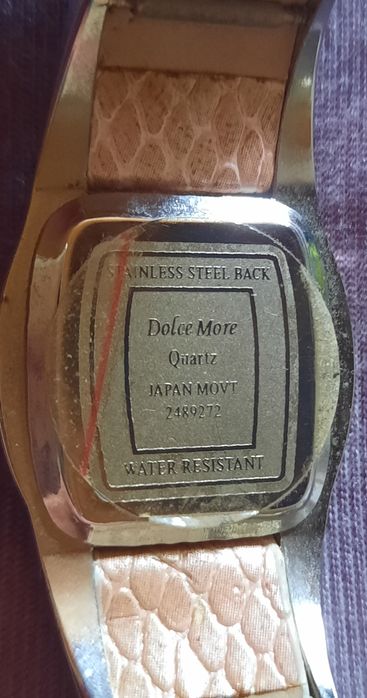 STAINLESS STEEL BACK
Dolce More
Quartz
JAPAN MOVT
2489272
WATER RESISTANT